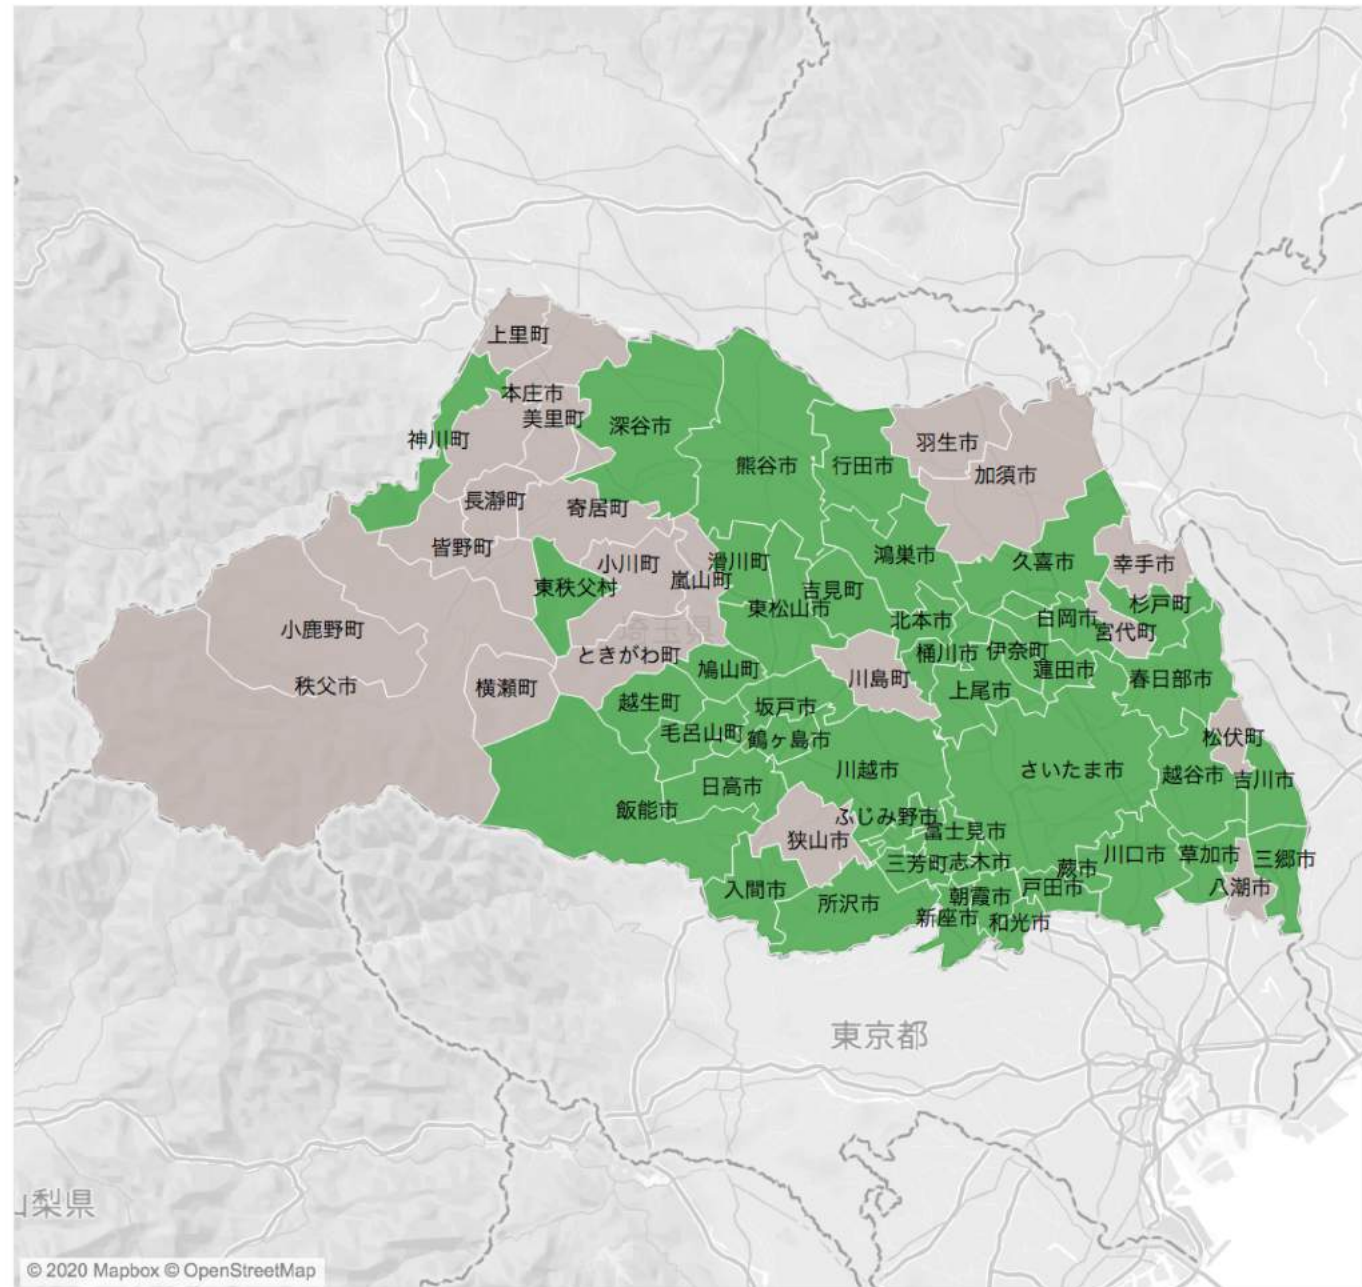 上里町
本庄市
美里町
深谷市
神川町
熊谷市
行田市
羽生市
加須市
長瀞町
寄居町
皆野町
小川町
嵐山町
滑川町
鴻巣市
久喜市
幸手市
東秩父村
吉見町
東松山市
杉戸町
北本市
白岡市
宮代町
小鹿野町
埼玉県
ときがわ町
桶川市
伊奈町
蓮田市
鳩山町
川島町
秩父市
横瀬町
上尾市
春日部市
越生町
坂戸市
毛呂山町
鶴ヶ島市
松伏町
川越市
さいたま市
越谷市
吉川市
日高市
飯能市
ふじみ野市
富士見市
狭山市
三芳町
志木市
蕨市
川口市
草加市
三郷市
入間市
所沢市
朝霞市
戸田市
八潮市
新座市
和光市
東京都
山梨県
© 2020 Mapbox © OpenStreetMap